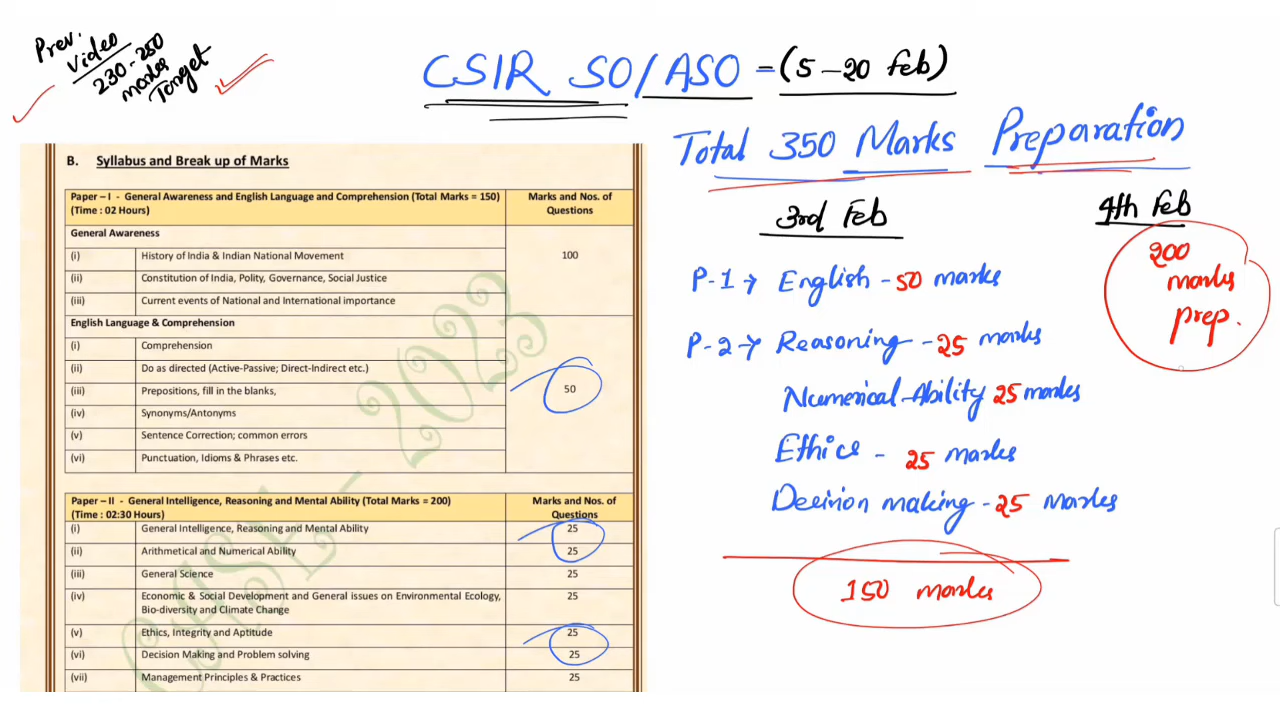 Prev.
Video
230-250
marks
Target
CSIR SO/ASO = (5-20 Feb)
Total 350 Marks Preparation
3rd Feb
4th Feb
200
marks
prep.
P-1 → English - 50 marks
P-2 → Reasoning - 25 marks
Numerical-Ability 25 marks
Ethics - 25 marks
Decision making - 25 Marks
150 marks
B. Syllabus and Break up of Marks
Paper – I - General Awareness and English Language and Comprehension (Total Marks = 150) Marks and Nos. of
(Time : 02 Hours) Questions
General Awareness
(i) History of India & Indian National Movement 100
(ii) Constitution of India, Polity, Governance, Social Justice
(iii) Current events of National and International importance
English Language & Comprehension
(i) Comprehension
(ii) Do as directed (Active-Passive; Direct-Indirect etc.)
(iii) Prepositions, fill in the blanks, 50
(iv) Synonyms/Antonyms
(v) Sentence Correction; common errors
(vi) Punctuation, Idioms & Phrases etc.
Paper – II - General Intelligence, Reasoning and Mental Ability (Total Marks = 200) Marks and Nos. of
(Time : 02:30 Hours) Questions
(i) General Intelligence, Reasoning and Mental Ability 25
(ii) Arithmetical and Numerical Ability 25
(iii) General Science 25
(iv) Economic & Social Development and General issues on Environmental Ecology, 25
Bio-diversity and Climate Change
(v) Ethics, Integrity and Aptitude 25
(vi) Decision Making and Problem solving 25
(vii) Management Principles & Practices 25
CASE - 2023